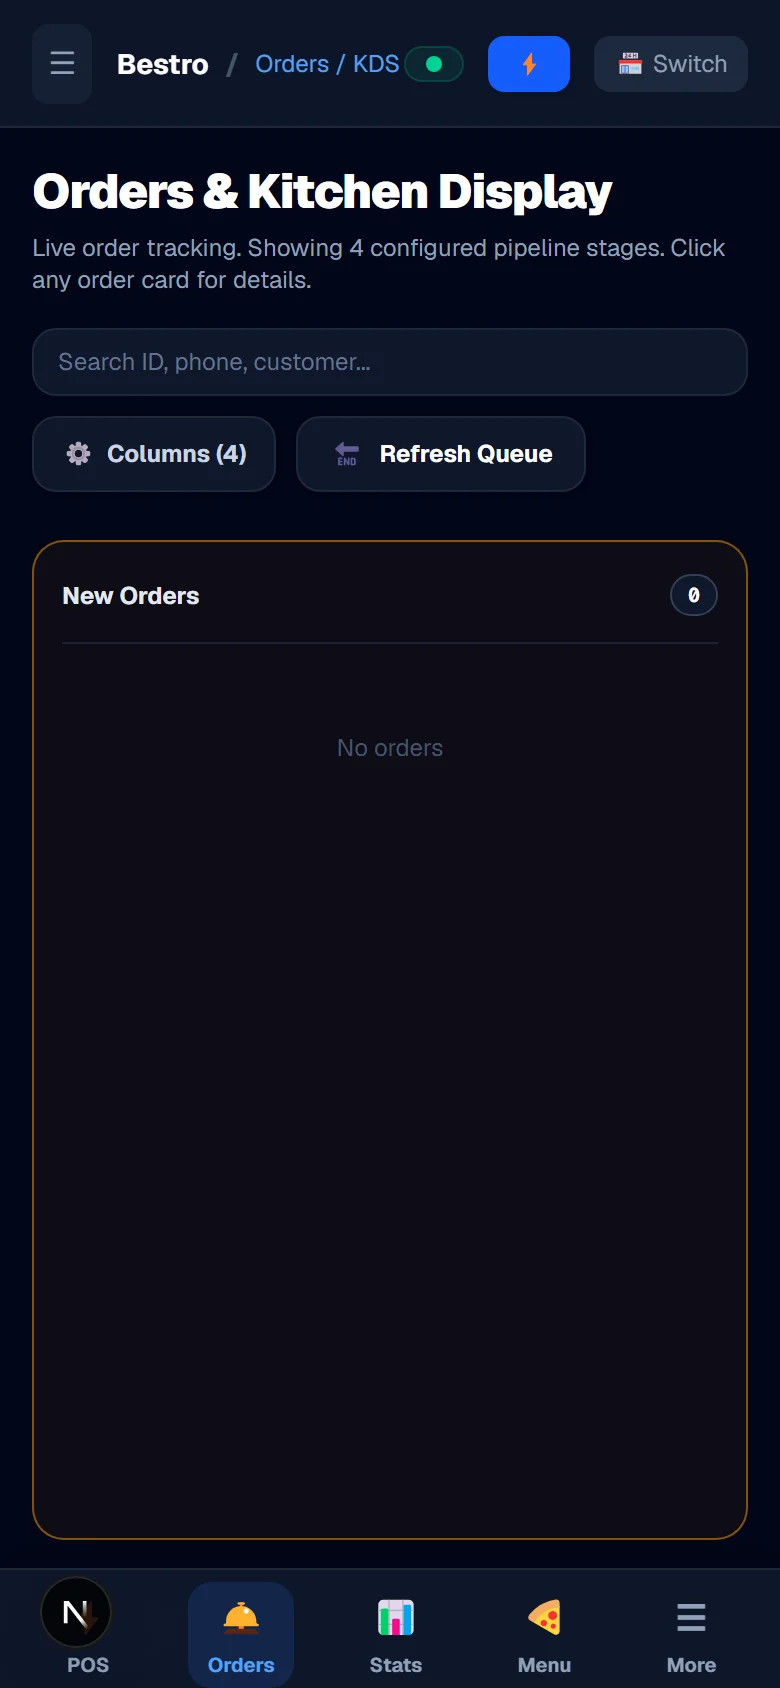 ☰ Bestro / Orders / KDS Switch
Orders & Kitchen Display
Live order tracking. Showing 4 configured pipeline stages. Click
any order card for details.
Search ID, phone, customer...
Columns (4) END Refresh Queue
New Orders 0
No orders
N
POS Orders Stats Menu More